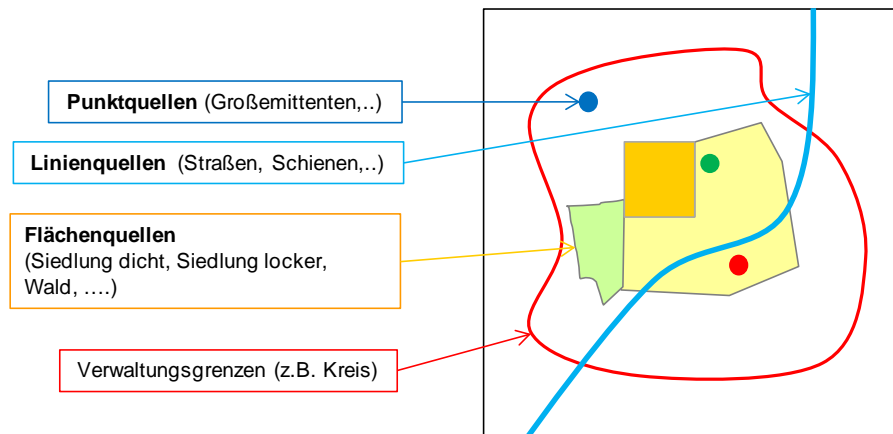 Punktquellen (Großemittenten,..)
Linienquellen (Straßen, Schienen,..)
Flächenquellen
(Siedlung dicht, Siedlung locker,
Wald, ....)
Verwaltungsgrenzen (z.B. Kreis)